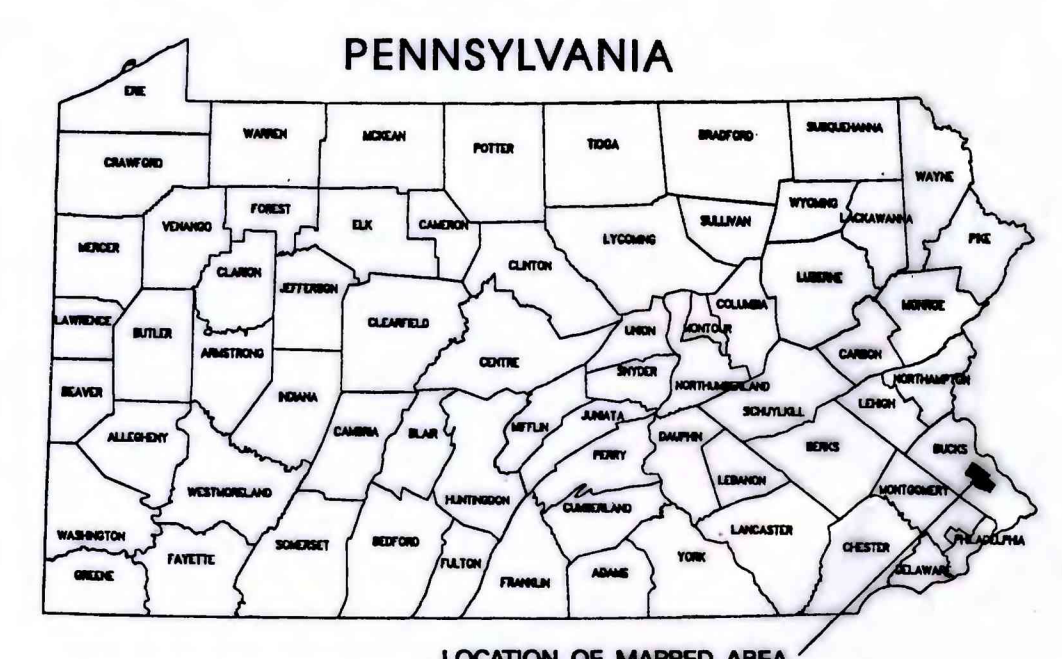 PENNSYLVANIA
ERIE
WARREN
MCKEAN
POTTER
TIOGA
BRADFORD
SUSQUEHANNA
CRAWFORD
WAYNE
FOREST
VENANGO
ELK
CAMERON
SULLIVAN
WYOMING
LACKAWANNA
MERCER
LYCOMING
PIKE
CLARION
CLINTON
JEFFERSON
LUZERNE
COLUMBIA
MONROE
LAWRENCE
BUTLER
CLEARFIELD
UNION
MONTOUR
ARMSTRONG
CENTRE
CARBON
SNYDER
NORTHUMBERLAND
NORTHAMPTON
BEAVER
INDIANA
LEHIGH
SCHUYLKILL
JUNIATA
ALLEGHENY
CAMBRIA
BLAIR
MIFFLIN
DAUPHIN
BERKS
BUCKS
PERRY
LEBANON
WESTMORELAND
HUNTINGDON
MONTGOMERY
CUMBERLAND
WASHINGTON
LANCASTER
SOMERSET
BEDFORD
CHESTER
PHILADELPHIA
FAYETTE
FULTON
YORK
GREENE
FRANKLIN
ADAMS
DELAWARE
LOCATION OF MAPPED AREA